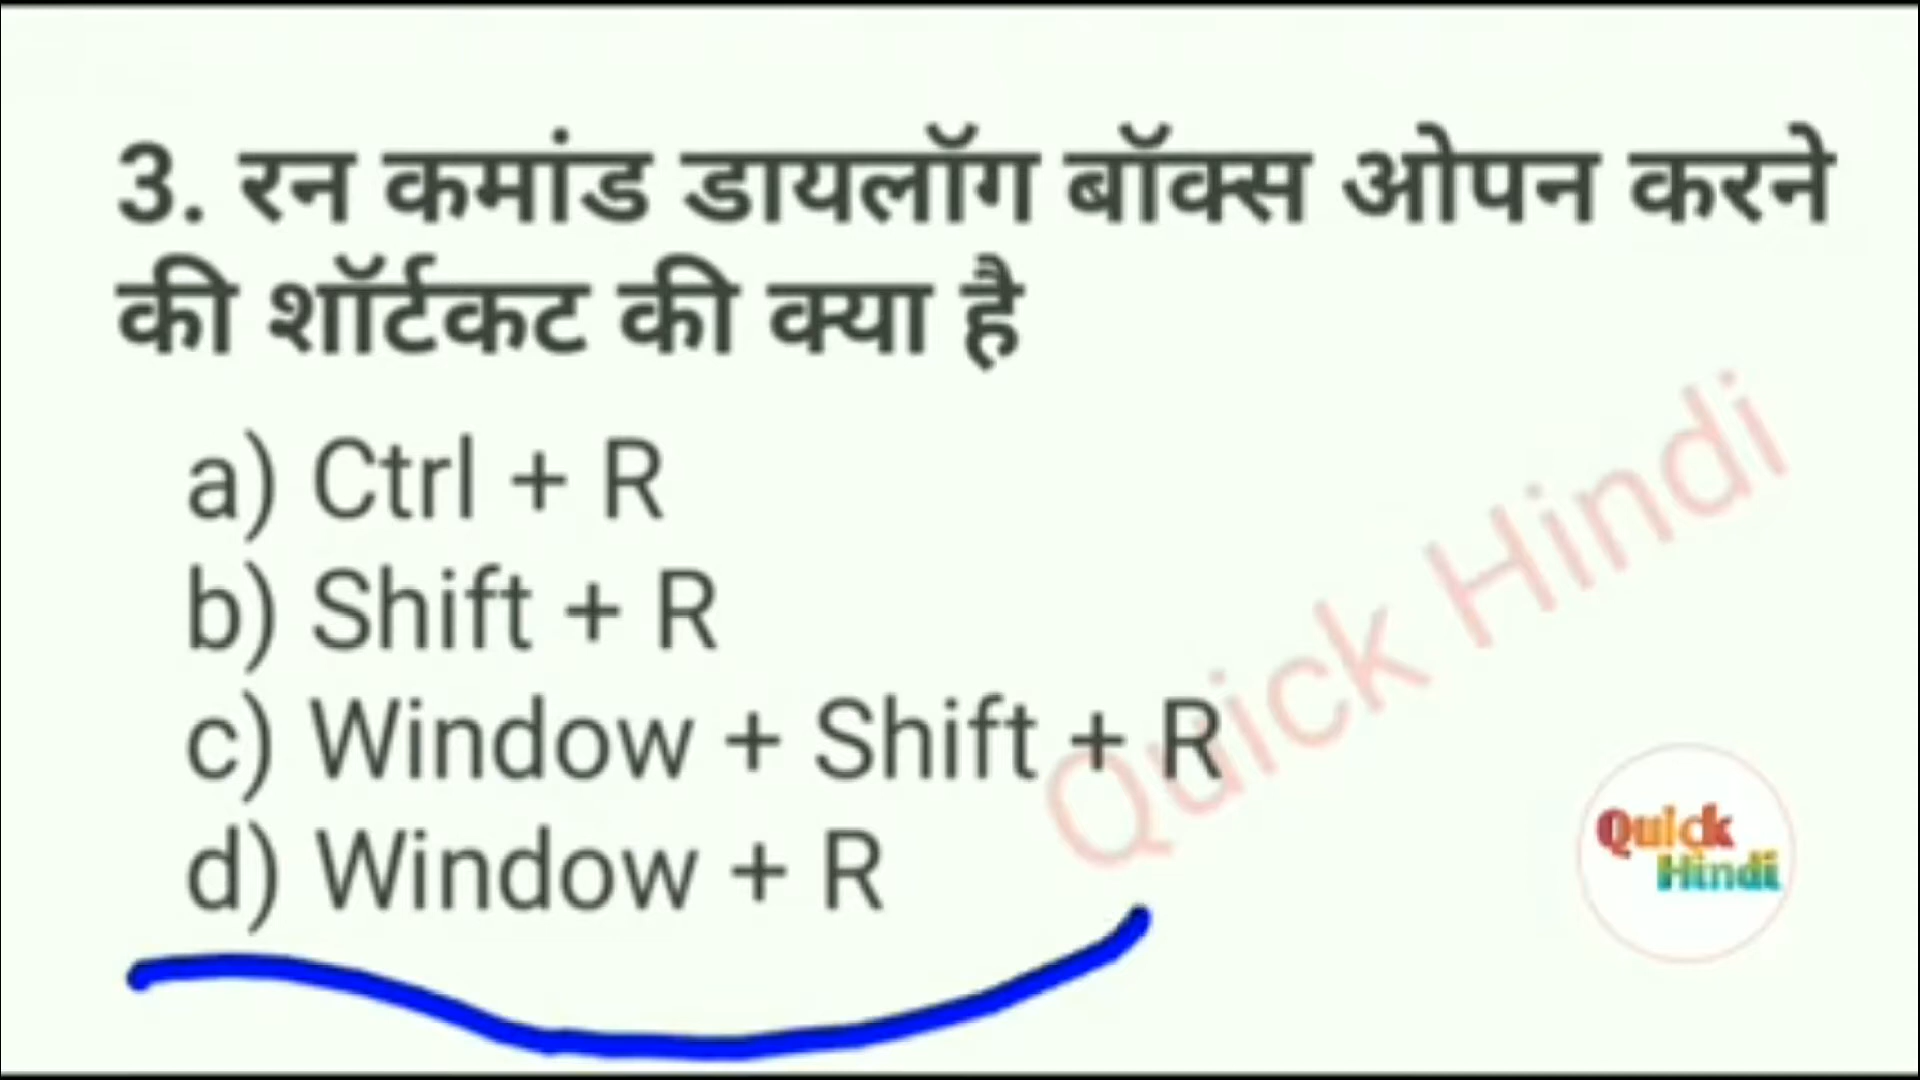 3. रन कमांड डायलॉग बॉक्स ओपन करने
की शॉर्टकट की क्या है
a) Ctrl + R
b) Shift + R
c) Window + Shift + R
d) Window + R
Quick Hindi
Quick
Hindi